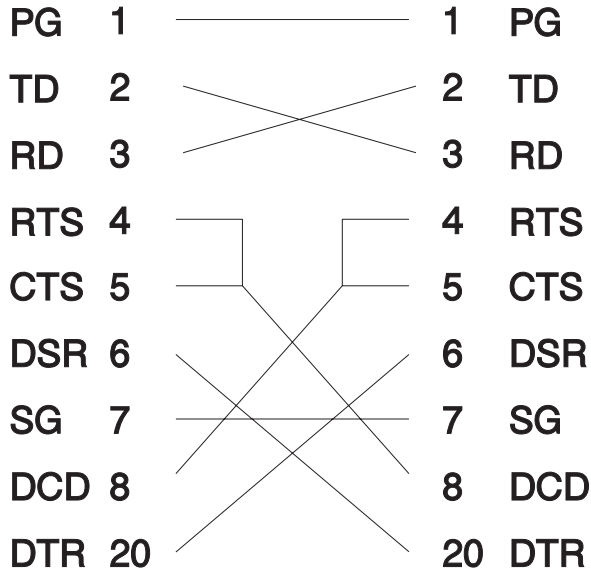 PG 1 1 PG
TD 2 2 TD
RD 3 3 RD
RTS 4 4 RTS
CTS 5 5 CTS
DSR 6 6 DSR
SG 7 7 SG
DCD 8 8 DCD
DTR 20 20 DTR